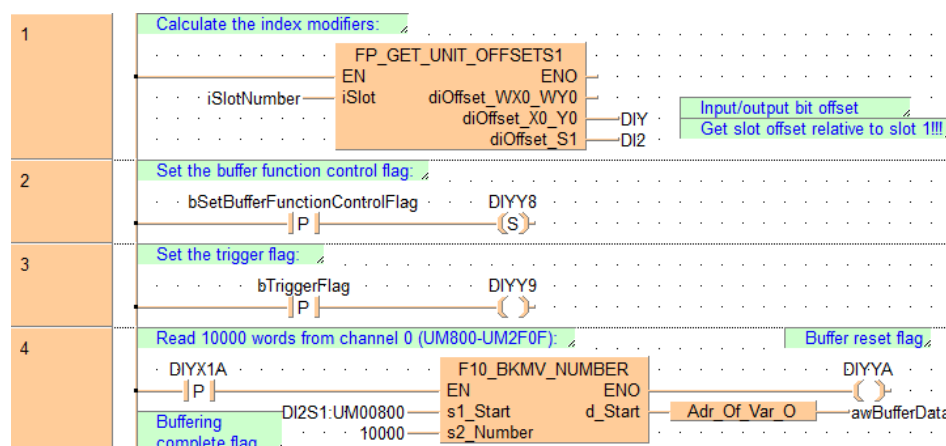 1
Calculate the index modifiers:
FP_GET_UNIT_OFFSETS1
EN ENO
iSlotNumber iSlot diOffset_WX0_WY0
Input/output bit offset
diOffset_X0_Y0 DIY
Get slot offset relative to slot 1!!!
diOffset_S1 DI2
2
Set the buffer function control flag:
bSetBufferFunctionControlFlag DIYY8
P S
3
Set the trigger flag:
bTriggerFlag DIYY9
P
4
Read 10000 words from channel 0 (UM800-UM2F0F): Buffer reset flag
DIYX1A F10_BKMV_NUMBER DIYYA
P EN ENO
DI2S1:UM00800 s1_Start d_Start Adr_Of_Var_O awBufferData
Buffering
10000 s2_Number
complete flag